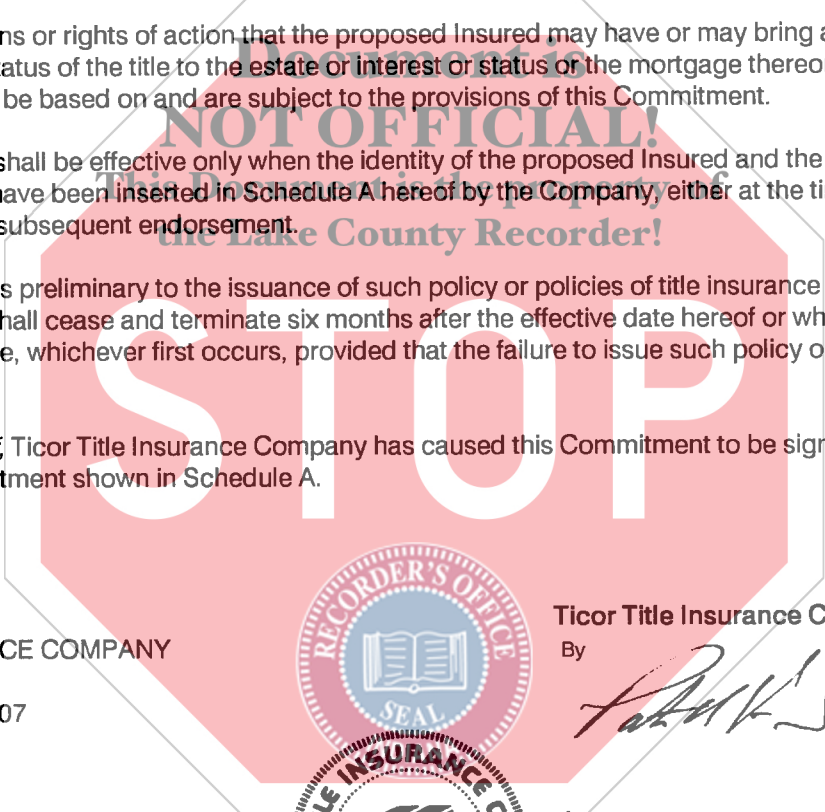 ns or rights of action that the proposed Insured may have or may bring a
atus of the title to the estate or interest or status or the mortgage thereo
be based on and are subject to the provisions of this Commitment.
shall be effective only when the identity of the proposed Insured and the
ave been inserted in Schedule A hereof by the Company, either at the ti
subsequent endorsement.
s preliminary to the issuance of such policy or policies of title insurance
hall cease and terminate six months after the effective date hereof or wh
e, whichever first occurs, provided that the failure to issue such policy o
Ticor Title Insurance Company has caused this Commitment to be sign
tment shown in Schedule A.
Document is
NOT OFFICIAL!
This Document is the property of
the Lake County Recorder!
STOP
RECORDER'S OFFICE
SEAL
Ticor Title Insurance C
CE COMPANY
By
07
LE INSURANCE C